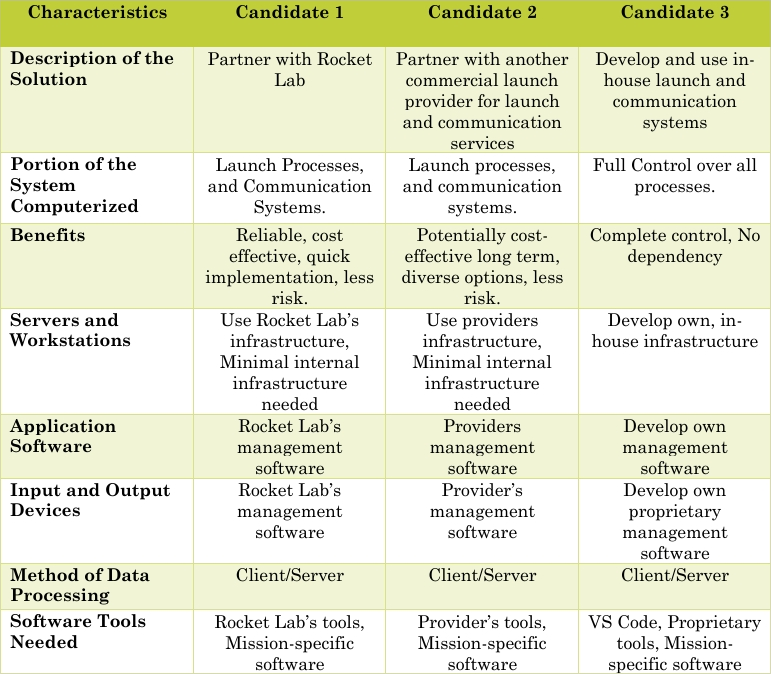 Characteristics
Candidate 1
Candidate 2
Candidate 3
Description of the
Solution
Partner with Rocket
Lab
Partner with another
commercial launch
provider for launch
and communication
services
Develop and use in-
house launch and
communication
systems
Portion of the
System
Computerized
Launch Processes,
and Communication
Systems.
Launch processes,
and communication
systems.
Full Control over all
processes.
Benefits
Reliable, cost
effective, quick
implementation, less
risk.
Potentially cost-
effective long term,
diverse options, less
risk.
Complete control, No
dependency
Servers and
Workstations
Use Rocket Lab’s
infrastructure,
Minimal internal
infrastructure
needed
Use providers
infrastructure,
Minimal internal
infrastructure
needed
Develop own, in-
house infrastructure
Application
Software
Rocket Lab’s
management
software
Providers
management
software
Develop own
management
software
Input and Output
Devices
Rocket Lab’s
management
software
Provider’s
management
software
Develop own
proprietary
management
software
Method of Data
Processing
Client/Server
Client/Server
Client/Server
Software Tools
Needed
Rocket Lab’s tools,
Mission-specific
software
Provider’s tools,
Mission-specific
software
VS Code, Proprietary
tools, Mission-
specific software